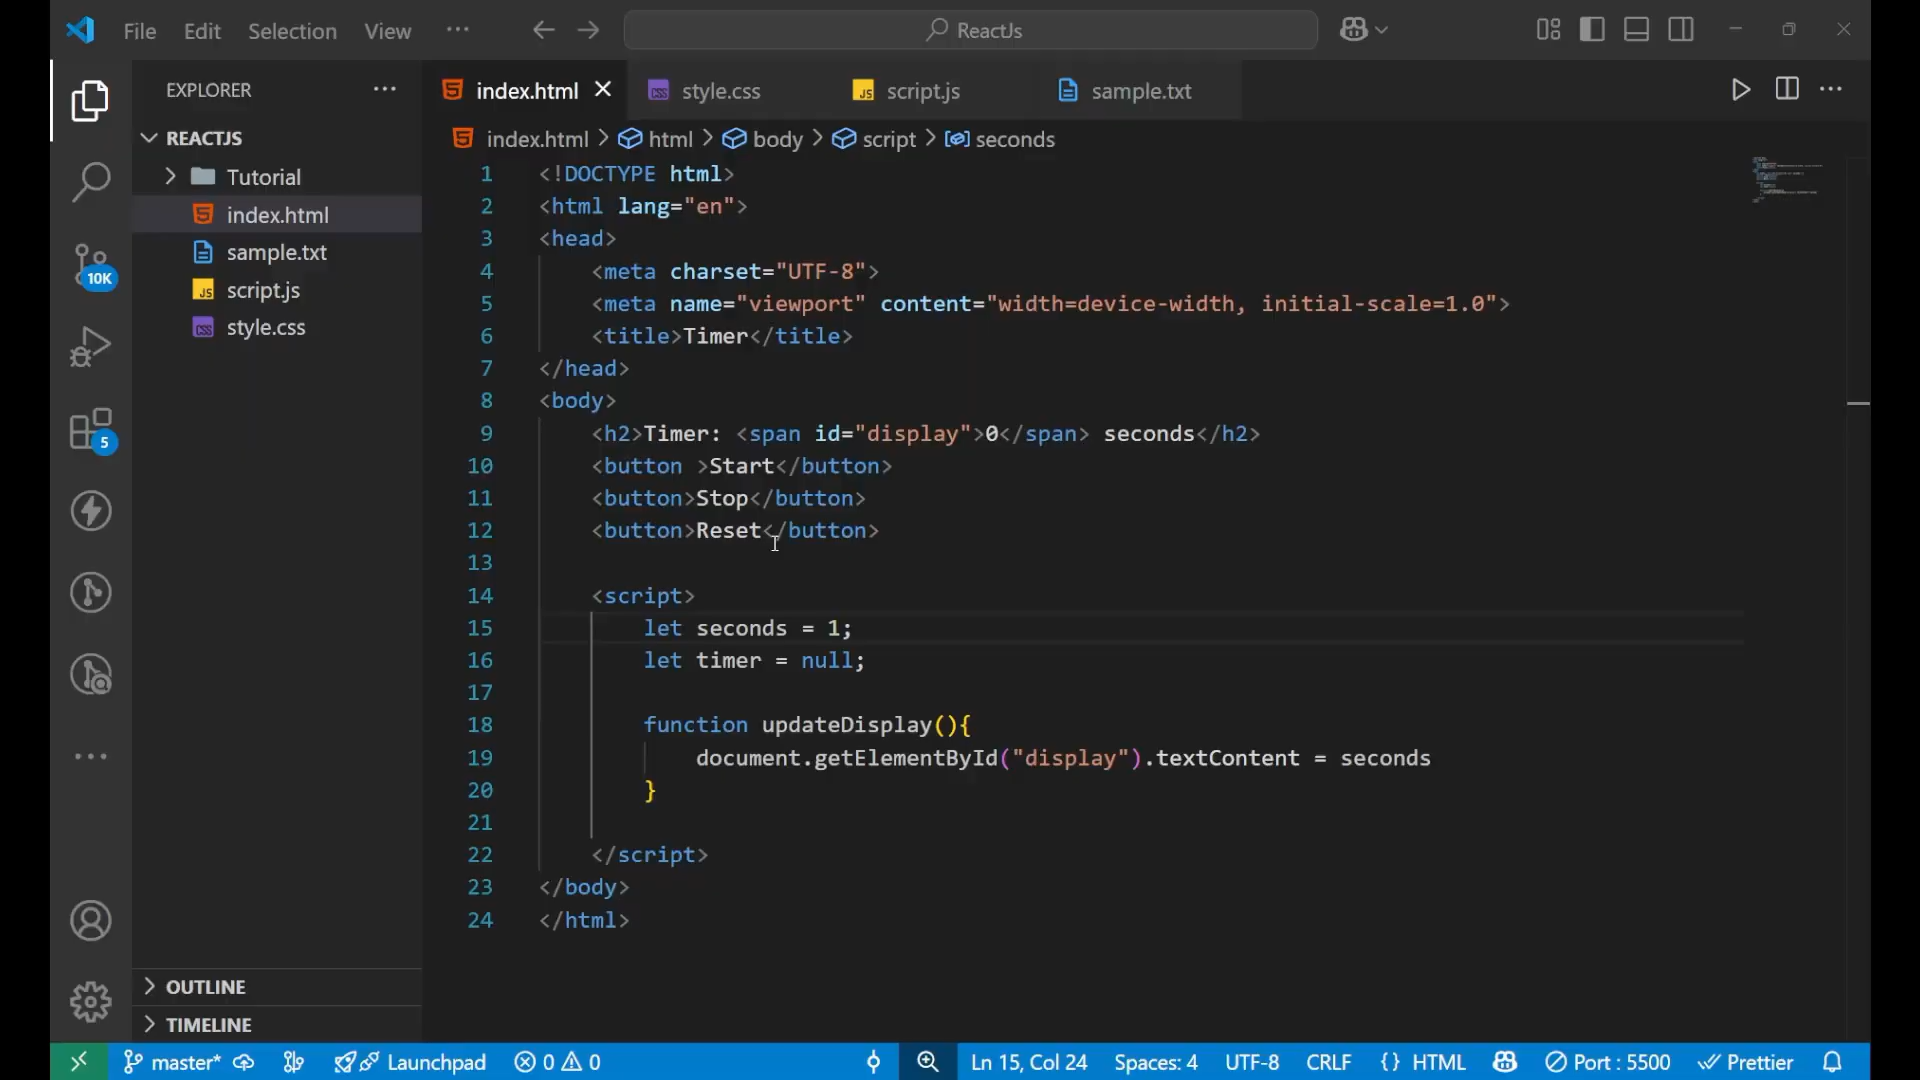 File Edit Selection View ··· ReactJs
EXPLORER ···
REACTJS
Tutorial
index.html
sample.txt
script.js
style.css
OUTLINE
TIMELINE
10K
5
index.html style.css script.js sample.txt
index.html > html > body > script > seconds
1 <!DOCTYPE html>
2 <html lang="en">
3 <head>
4 <meta charset="UTF-8">
5 <meta name="viewport" content="width=device-width, initial-scale=1.0">
6 <title>Timer</title>
7 </head>
8 <body>
9 <h2>Timer: <span id="display">0</span> seconds</h2>
10 <button >Start</button>
11 <button>Stop</button>
12 <button>Reset</button>
13
14 <script>
15 let seconds = 1;
16 let timer = null;
17
18 function updateDisplay(){
19 document.getElementById("display").textContent = seconds
20 }
21
22 </script>
23 </body>
24 </html>
master* Launchpad 0 0 Ln 15, Col 24 Spaces: 4 UTF-8 CRLF {} HTML Port : 5500 Prettier